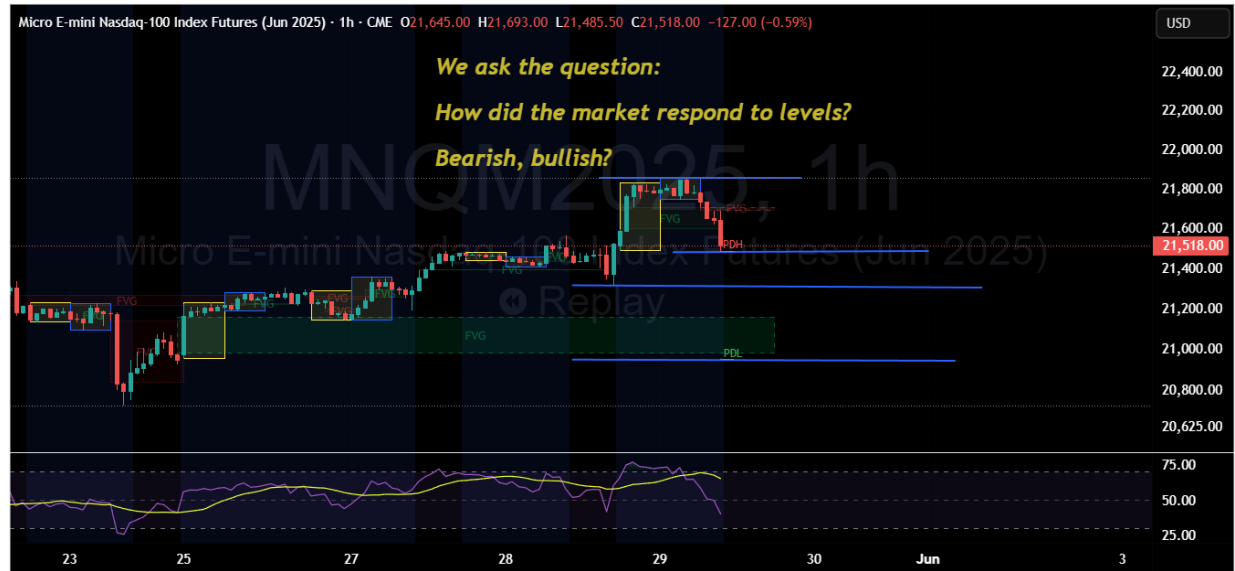 Micro E-mini Nasdaq-100 Index Futures (Jun 2025) · 1h · CME O21,645.00 H21,693.00 L21,485.50 C21,518.00 −127.00 (−0.59%)
USD
We ask the question:
How did the market respond to levels?
Bearish, bullish?
MNQM2025, 1h
Micro E-mini Nasdaq-100 Index Futures (Jun 2025)
Replay
22,400.00
22,200.00
22,000.00
21,800.00
21,600.00
21,518.00
21,400.00
21,200.00
21,000.00
20,800.00
20,625.00
FVG
FVG
PDH
FVG
FVG
FVG
FVG
FVG
FVG
PDL
75.00
50.00
25.00
23 25 27 28 29 30 Jun 3